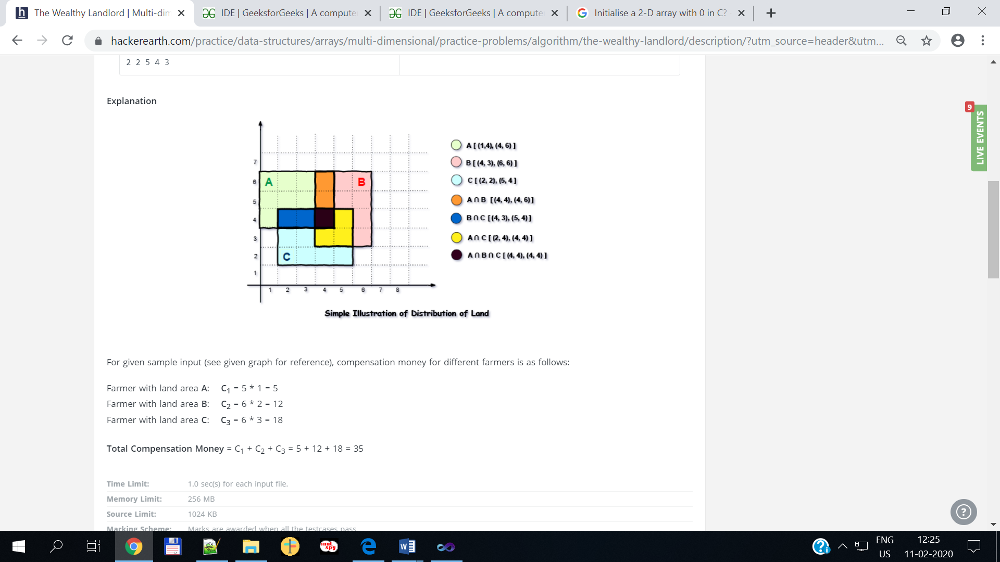 The Wealthy Landlord | Multi-dim
IDE | GeeksforGeeks | A compute
IDE | GeeksforGeeks | A compute
Initialise a 2-D array with 0 in C?
hackerearth.com/practice/data-structures/arrays/multi-dimensional/practice-problems/algorithm/the-wealthy-landlord/description/?utm_source=header&utm...
2 2 5 4 3
9
LIVE EVENTS
Explanation
7
6
5
4
3
2
1
1 2 3 4 5 6 7 8
A
B
C
A [ (1,4), (4, 6) ]
B [ (4, 3), (6, 6) ]
C [ (2, 2), (5, 4 ]
A ∩ B [(4, 4), (4, 6)]
B ∩ C [(4, 3), (5, 4)]
A ∩ C [ (2, 4), (4, 4) ]
A ∩ B ∩ C [ (4, 4), (4, 4) ]
Simple Illustration of Distribution of Land
For given sample input (see given graph for reference), compensation money for different farmers is as follows:
Farmer with land area A: C1 = 5 * 1 = 5
Farmer with land area B: C2 = 6 * 2 = 12
Farmer with land area C: C3 = 6 * 3 = 18
Total Compensation Money = C1 + C2 + C3 = 5 + 12 + 18 = 35
Time Limit: 1.0 sec(s) for each input file.
Memory Limit: 256 MB
Source Limit: 1024 KB
Marking Scheme: Marks are awarded when all the testcases pass
?
xml
spy
ENG
US
12:25
11-02-2020